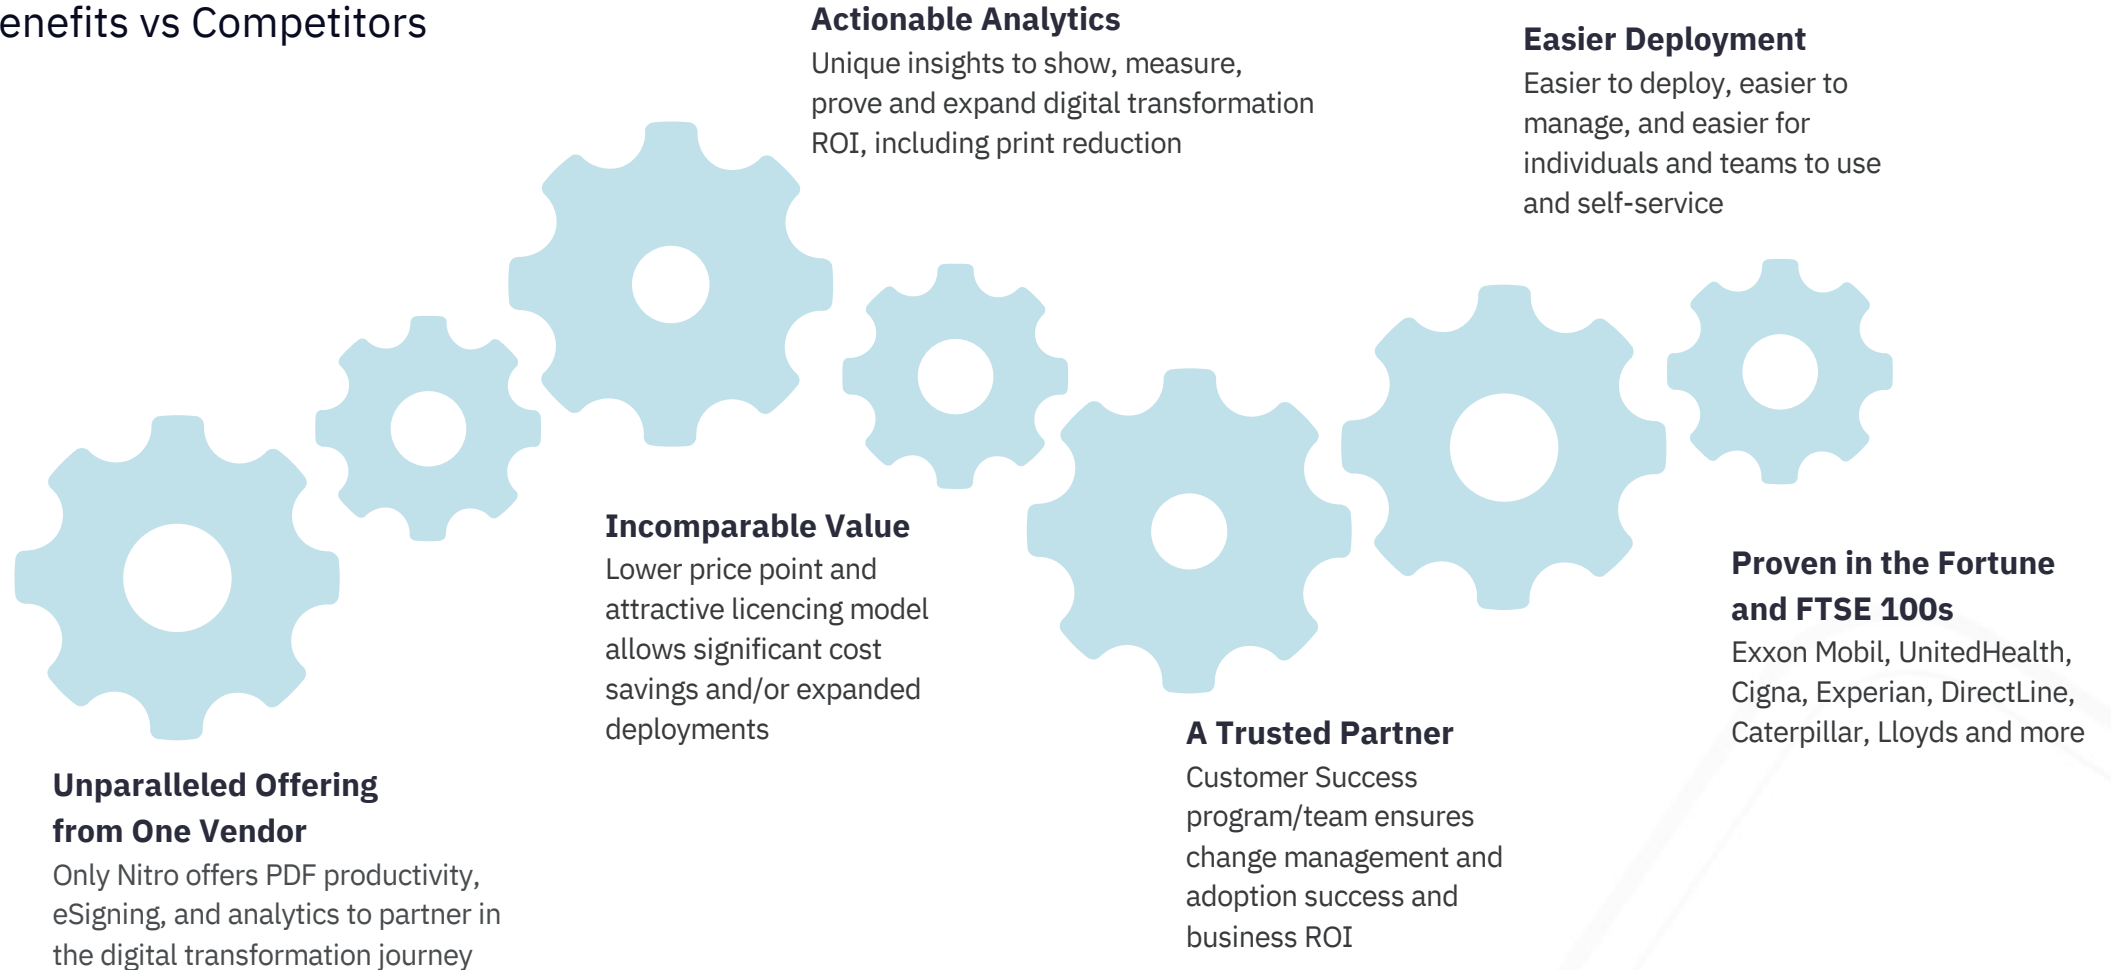 enefits vs Competitors
Actionable Analytics
Unique insights to show, measure,
prove and expand digital transformation
ROI, including print reduction
Easier Deployment
Easier to deploy, easier to
manage, and easier for
individuals and teams to use
and self-service
Incomparable Value
Lower price point and
attractive licencing model
allows significant cost
savings and/or expanded
deployments
Proven in the Fortune
and FTSE 100s
Exxon Mobil, UnitedHealth,
Cigna, Experian, DirectLine,
Caterpillar, Lloyds and more
A Trusted Partner
Customer Success
program/team ensures
change management and
adoption success and
business ROI
Unparalleled Offering
from One Vendor
Only Nitro offers PDF productivity,
eSigning, and analytics to partner in
the digital transformation journey